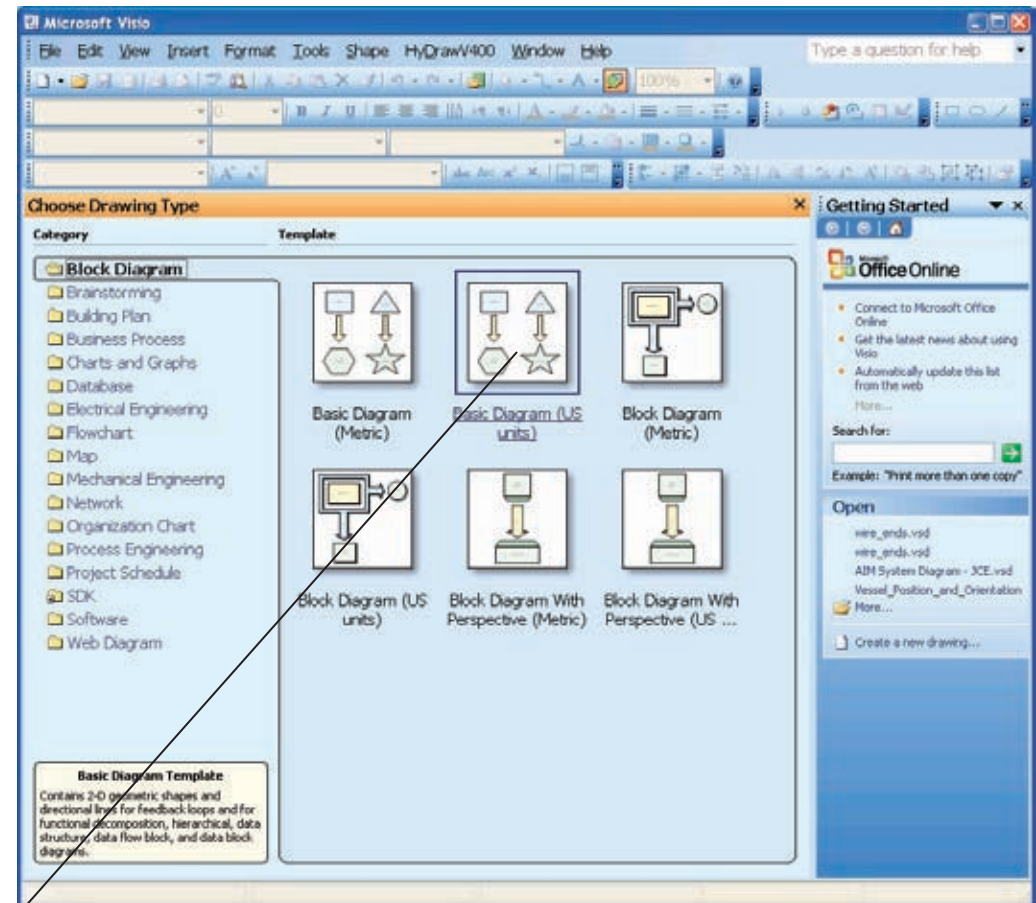 Microsoft Visio
File Edit View Insert Format Tools Shape HyDrawV400 Window Help
Type a question for help
100%
Choose Drawing Type
Getting Started
Category
Template
Block Diagram
Brainstorming
Building Plan
Business Process
Charts and Graphs
Database
Electrical Engineering
Flowchart
Map
Mechanical Engineering
Network
Organization Chart
Process Engineering
Project Schedule
SDK
Software
Web Diagram
Basic Diagram
(Metric)
Basic Diagram (US
units)
Block Diagram
(Metric)
Block Diagram (US
units)
Block Diagram With
Perspective (Metric)
Block Diagram With
Perspective (US ...
Basic Diagram Template
Contains 2-D geometric shapes and
directional lines for feedback loops and for
functional decomposition, hierarchical, data
structure, data flow block, and data block
diagrams.
Microsoft
Office Online
Connect to Microsoft Office
Online
Get the latest news about using
Visio
Automatically update this list
from the web
More...
Search for:
Example: "Print more than one copy"
Open
wire_ends.vsd
wire_ends.vsd
AIM System Diagram - JCE.vsd
Vessel_Position_and_Orientation
More...
Create a new drawing...